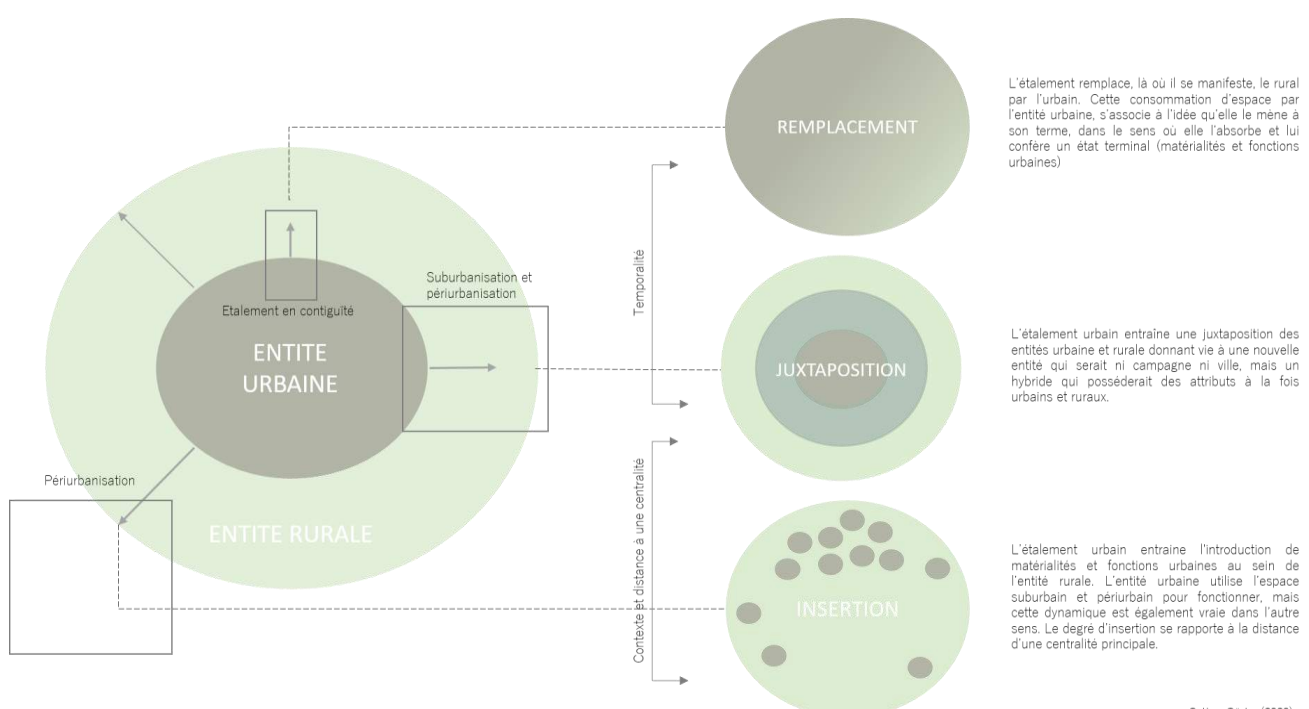 REMPLACEMENT
L'étalement remplace, là où il se manifeste, le rural
par l'urbain. Cette consommation d'espace par
l'entité urbaine, s'associe à l'idée qu'elle le mène à
son terme, dans le sens où elle l'absorbe et lui
confère un état terminal (matérialités et fonctions
urbaines)
Temporalité
Suburbanisation et
périurbanisation
Etalement en contiguïté
ENTITE
URBAINE
JUXTAPOSITION
L'étalement urbain entraîne une juxtaposition des
entités urbaine et rurale donnant vie à une nouvelle
entité qui serait ni campagne ni ville, mais un
hybride qui posséderait des attributs à la fois
urbains et ruraux.
Périurbanisation
ENTITE RURALE
Contexte et distance à une centralité
INSERTION
L'étalement urbain entraine l'introduction de
matérialités et fonctions urbaines au sein de
l'entité rurale. L'entité urbaine utilise l'espace
suburbain et périurbain pour fonctionner, mais
cette dynamique est également vraie dans l'autre
sens. Le degré d'insertion se rapporte à la distance
d'une centralité principale.